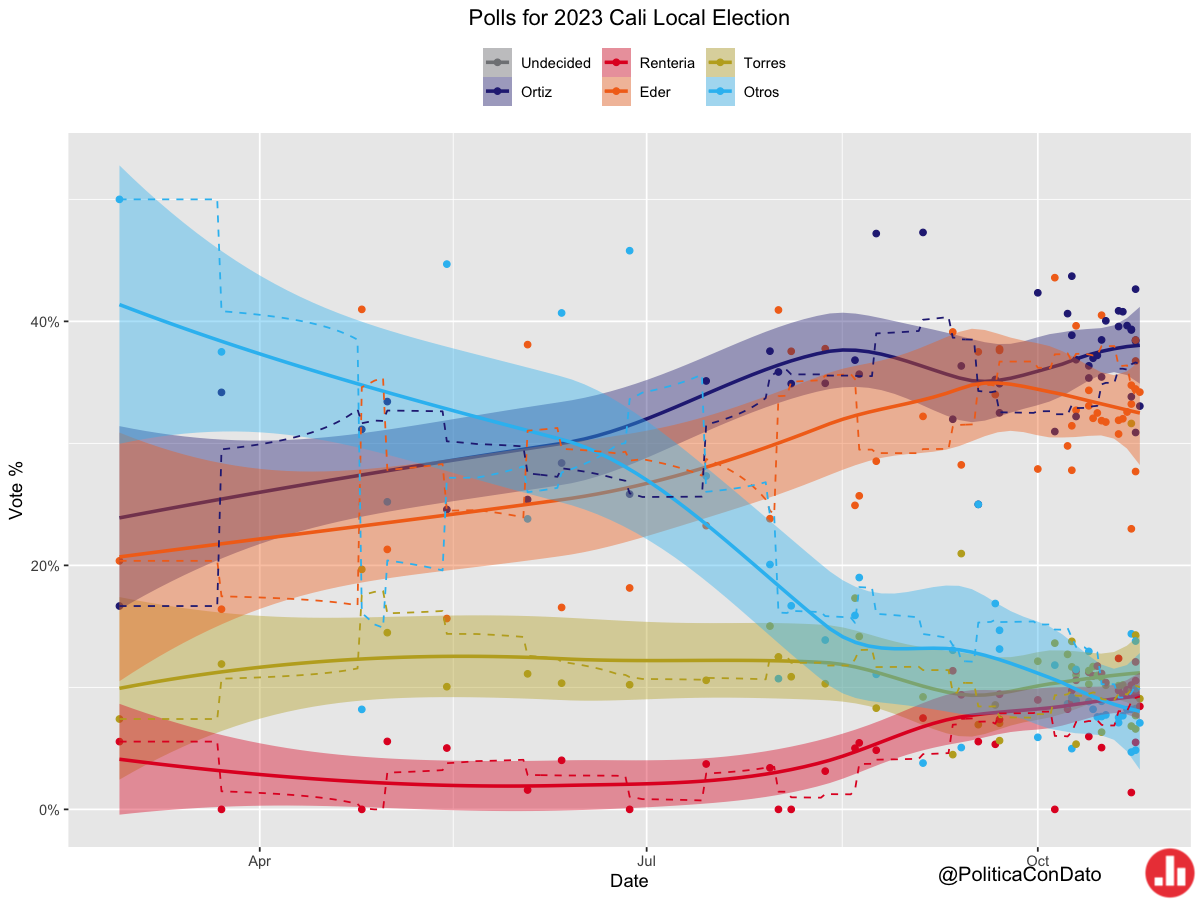 Polls for 2023 Cali Local Election
Undecided Renteria Torres
Ortiz Eder Otros
Vote %
40%
20%
0%
Apr Jul Oct
Date
@PoliticaConDato